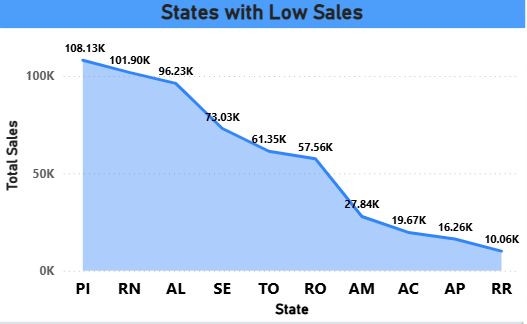 States with Low Sales
108.13K
101.90K
96.23K
73.03K
61.35K
57.56K
27.84K
19.67K
16.26K
10.06K
100K
50K
0K
Total Sales
PI RN AL SE TO RO AM AC AP RR
State